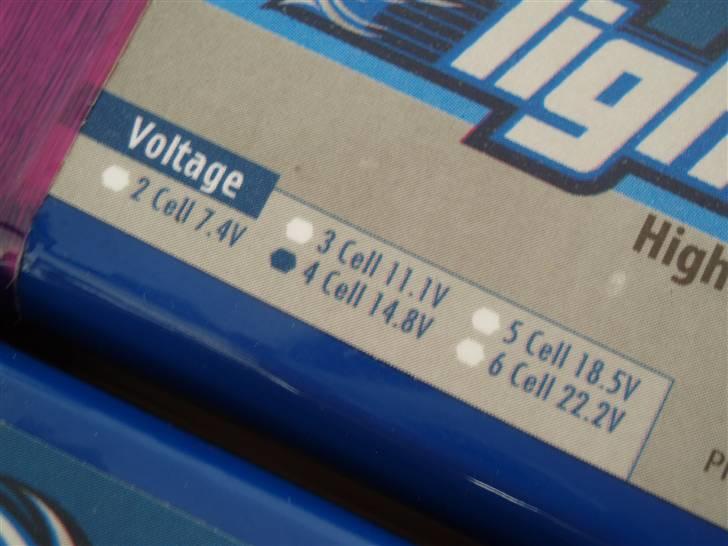 lig
Voltage
2 Cell 7.4V
3 Cell 11.1V
4 Cell 14.8V
5 Cell 18.5V
6 Cell 22.2V
High